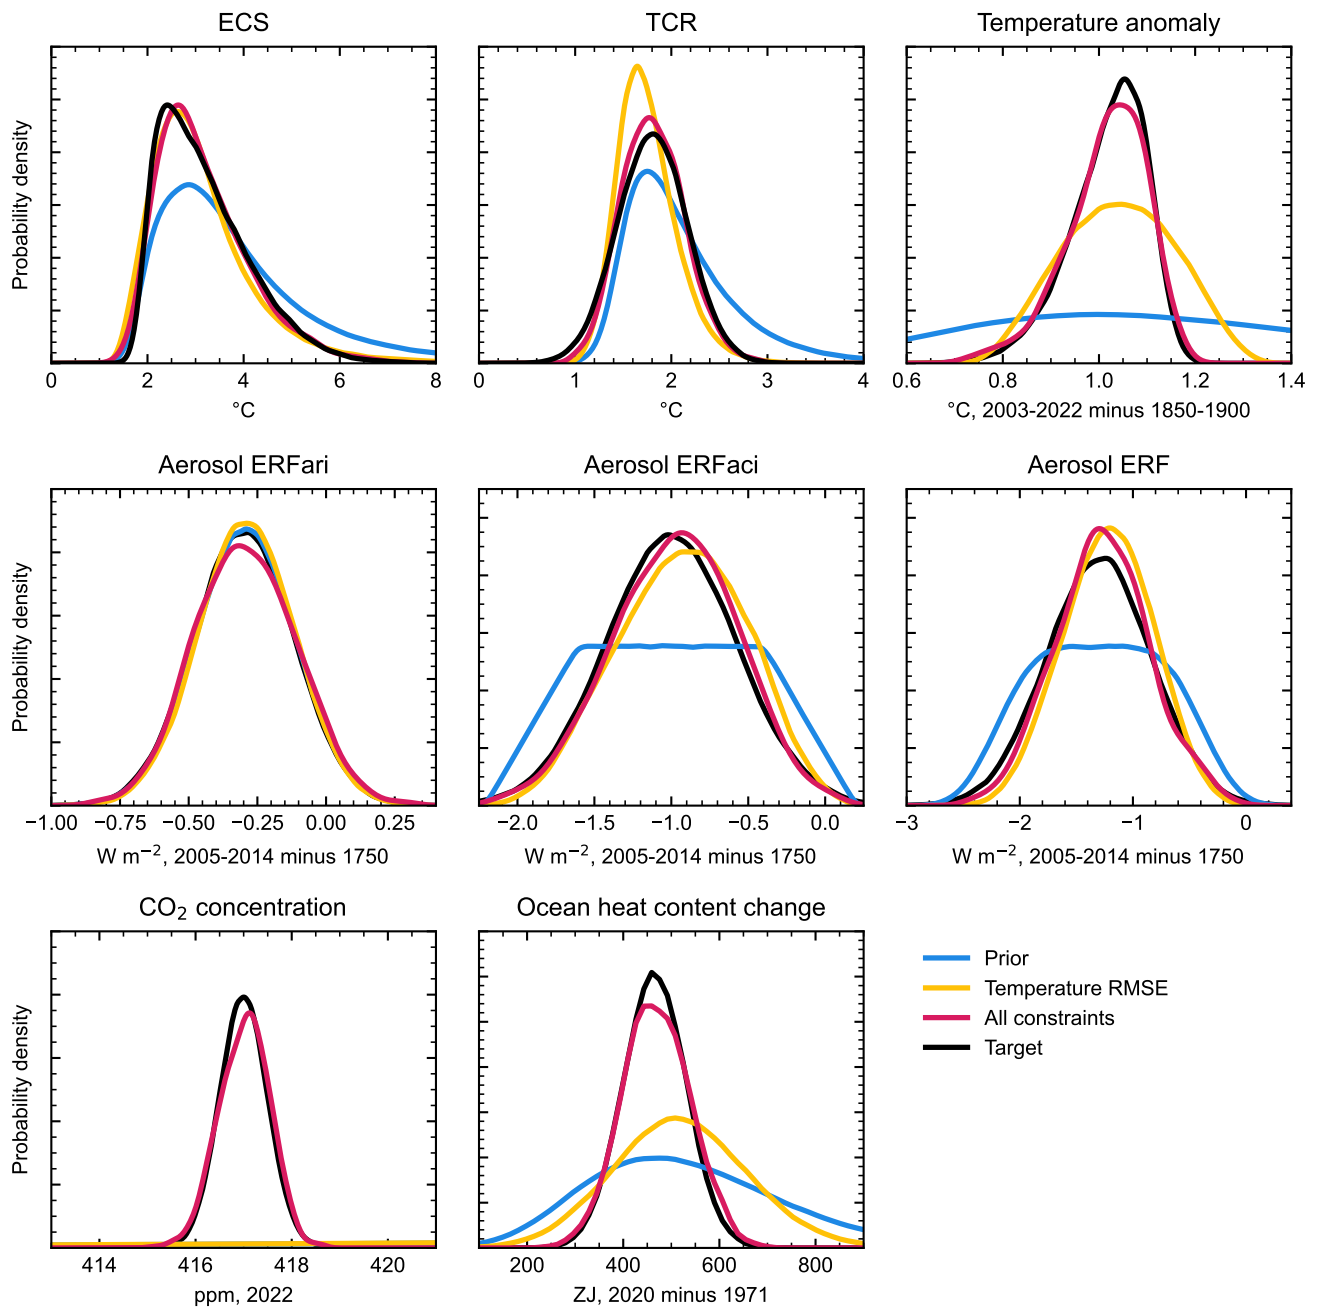 ECS
TCR
Temperature anomaly
Probability density
0 2 4 6 8
0 1 2 3 4
0.6 0.8 1.0 1.2 1.4
°C
°C
°C, 2003-2022 minus 1850-1900
Aerosol ERFari
Aerosol ERFaci
Aerosol ERF
Probability density
−1.00 −0.75 −0.50 −0.25 0.00 0.25
−2.0 −1.5 −1.0 −0.5 0.0
−3 −2 −1 0
W m⁻², 2005-2014 minus 1750
W m⁻², 2005-2014 minus 1750
W m⁻², 2005-2014 minus 1750
CO₂ concentration
Ocean heat content change
Probability density
414 416 418 420
200 400 600 800
ppm, 2022
ZJ, 2020 minus 1971
Prior
Temperature RMSE
All constraints
Target